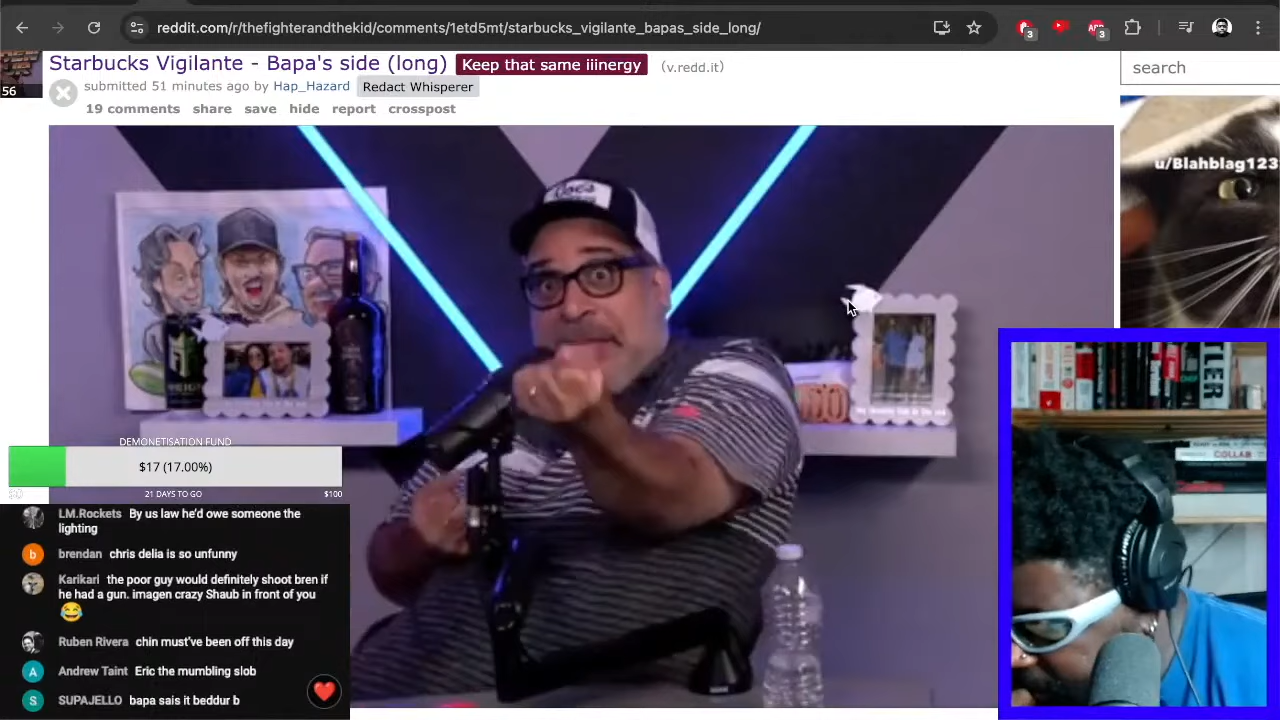 reddit.com/r/thefighterandthekid/comments/1etd5mt/starbucks_vigilante_bapas_side_long/
3
3
56
Starbucks Vigilante - Bapa's side (long) Keep that same iiinergy (v.redd.it)
submitted 51 minutes ago by Hap_Hazard Redact Whisperer
19 comments share save hide report crosspost
search
u/Blahblag123
DEMONETISATION FUND
$17 (17.00%)
21 DAYS TO GO
$100
LM.Rockets By us law he'd owe someone the
lighting
brendan chris delia is so unfunny
Karikari the poor guy would definitely shoot bren if
he had a gun. imagen crazy Shaub in front of you
😂
Ruben Rivera chin must've been off this day
A Andrew Taint Eric the mumbling slob
S SUPAJELLO bapa sais it beddur b
COLLAB